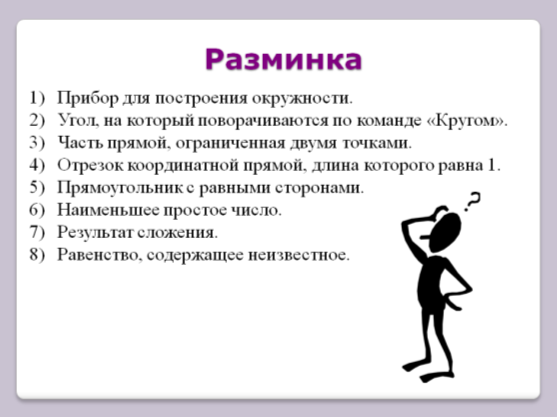 Разминка
1) Прибор для построения окружности.
2) Угол, на который поворачиваются по команде «Кругом».
3) Часть прямой, ограниченная двумя точками.
4) Отрезок координатной прямой, длина которого равна 1.
5) Прямоугольник с равными сторонами.
6) Наименьшее простое число.
7) Результат сложения.
8) Равенство, содержащее неизвестное.
?